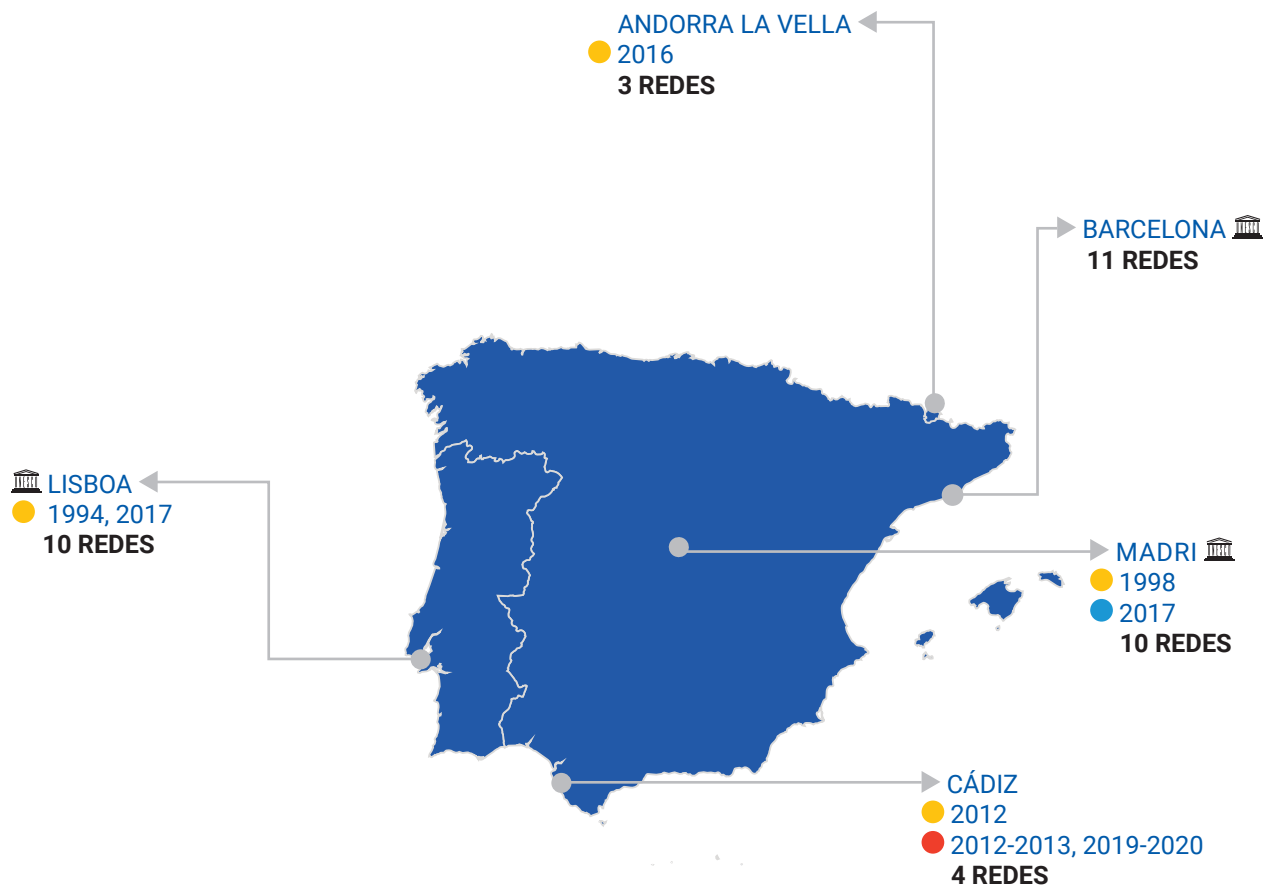 ANDORRA LA VELLA
2016
3 REDES
BARCELONA
11 REDES
LISBOA
1994, 2017
10 REDES
MADRI
1998
2017
10 REDES
CÁDIZ
2012
2012-2013, 2019-2020
4 REDES